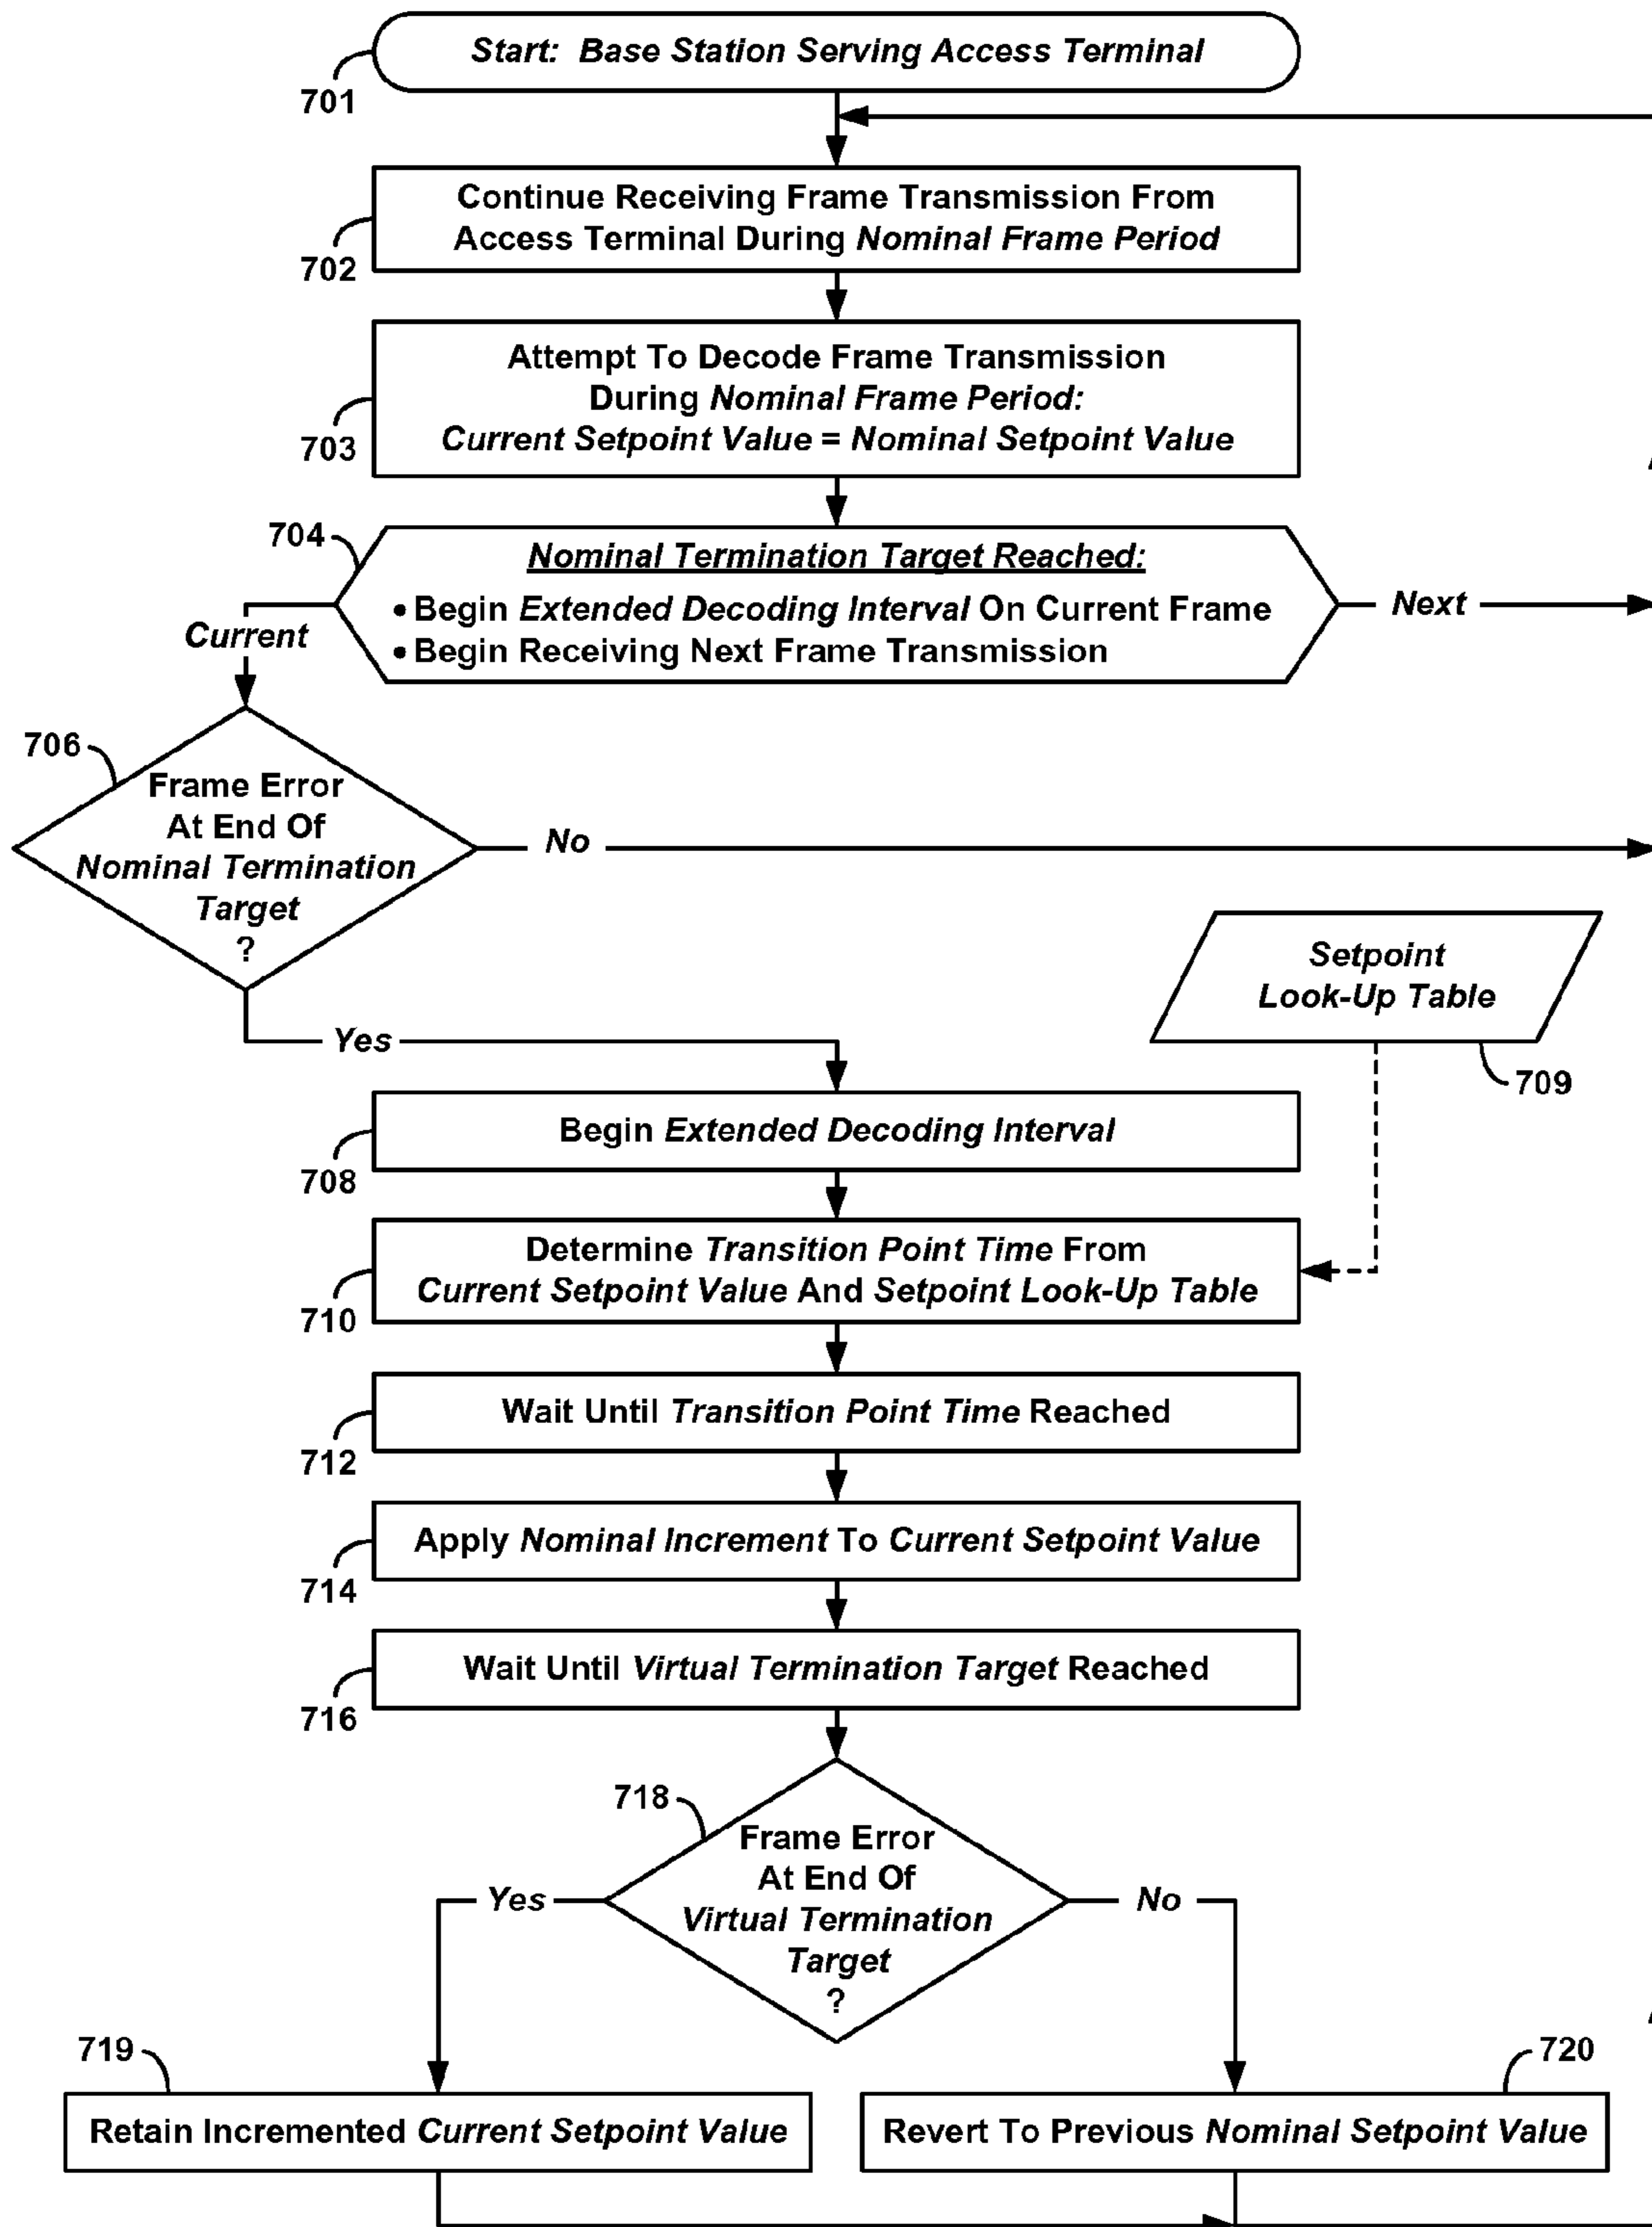 Start: Base Station Serving Access Terminal
701
Continue Receiving Frame Transmission From
Access Terminal During Nominal Frame Period
702
Attempt To Decode Frame Transmission
During Nominal Frame Period:
Current Setpoint Value = Nominal Setpoint Value
703
704
Nominal Termination Target Reached:
• Begin Extended Decoding Interval On Current Frame
• Begin Receiving Next Frame Transmission
Next
Current
706
Frame Error
At End Of
Nominal Termination
Target
?
No
Yes
Setpoint
Look-Up Table
709
Begin Extended Decoding Interval
708
Determine Transition Point Time From
Current Setpoint Value And Setpoint Look-Up Table
710
Wait Until Transition Point Time Reached
712
Apply Nominal Increment To Current Setpoint Value
714
Wait Until Virtual Termination Target Reached
716
718
Frame Error
At End Of
Virtual Termination
Target
?
Yes
No
719
Retain Incremented Current Setpoint Value
720
Revert To Previous Nominal Setpoint Value